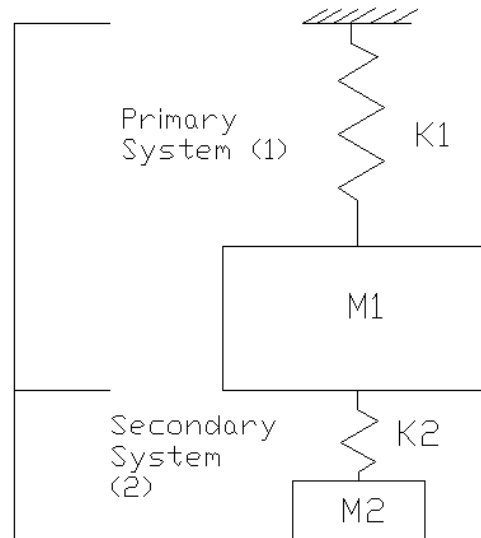 Primary
System (1)
K1
M1
Secondary
System
(2)
K2
M2